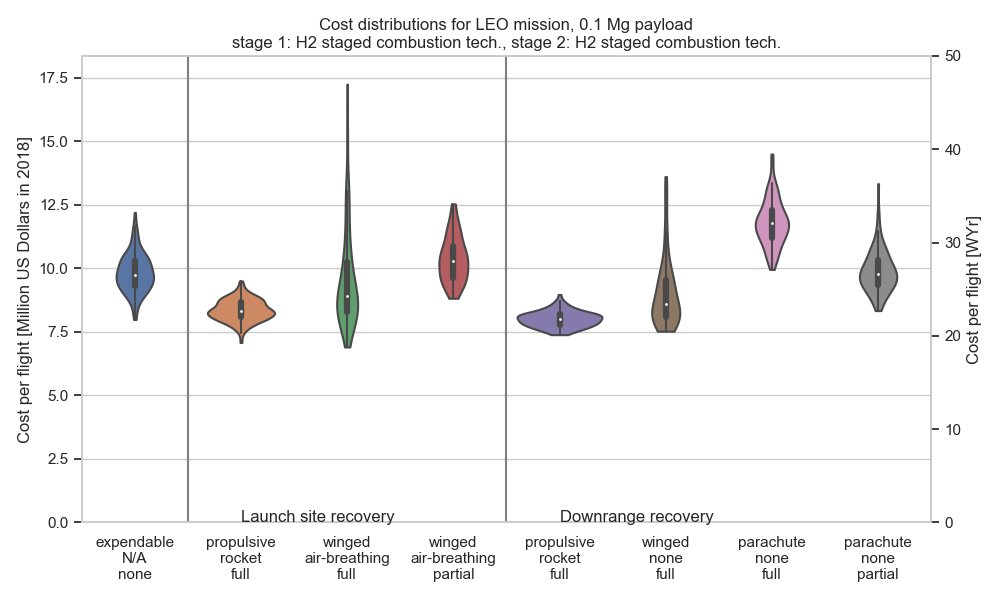 Cost distributions for LEO mission, 0.1 Mg payload
stage 1: H2 staged combustion tech., stage 2: H2 staged combustion tech.
Cost per flight [Million US Dollars in 2018]
17.5
15.0
12.5
10.0
7.5
5.0
2.5
0.0
50
40
30
20
10
0
Cost per flight [WYr]
Launch site recovery
Downrange recovery
expendable
N/A
none
propulsive
rocket
full
winged
air-breathing
full
winged
air-breathing
partial
propulsive
rocket
full
winged
none
full
parachute
none
full
parachute
none
partial